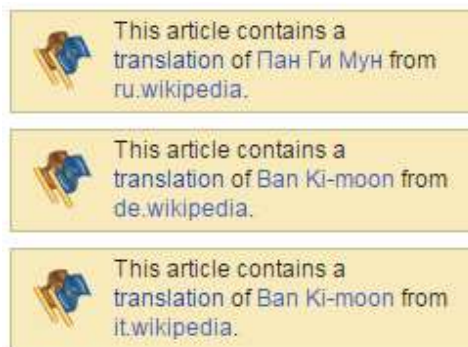 This article contains a
translation of Пан Ги Мун from
ru.wikipedia.
This article contains a
translation of Ban Ki-moon from
de.wikipedia.
This article contains a
translation of Ban Ki-moon from
it.wikipedia.